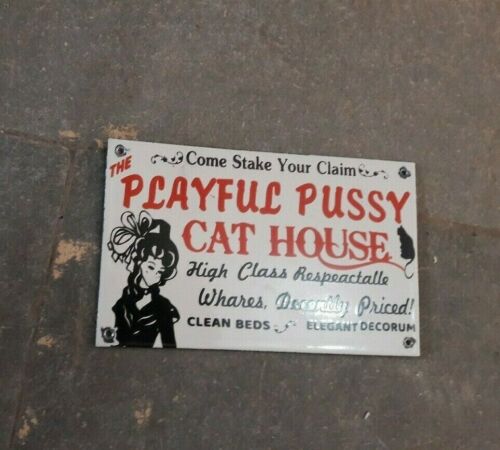 Come Stake Your Claim
THE
PLAYFUL PUSSY
CAT HOUSE
High Class Respeactalle
Whares, Decently Priced!
CLEAN BEDS ELEGANT DECORUM